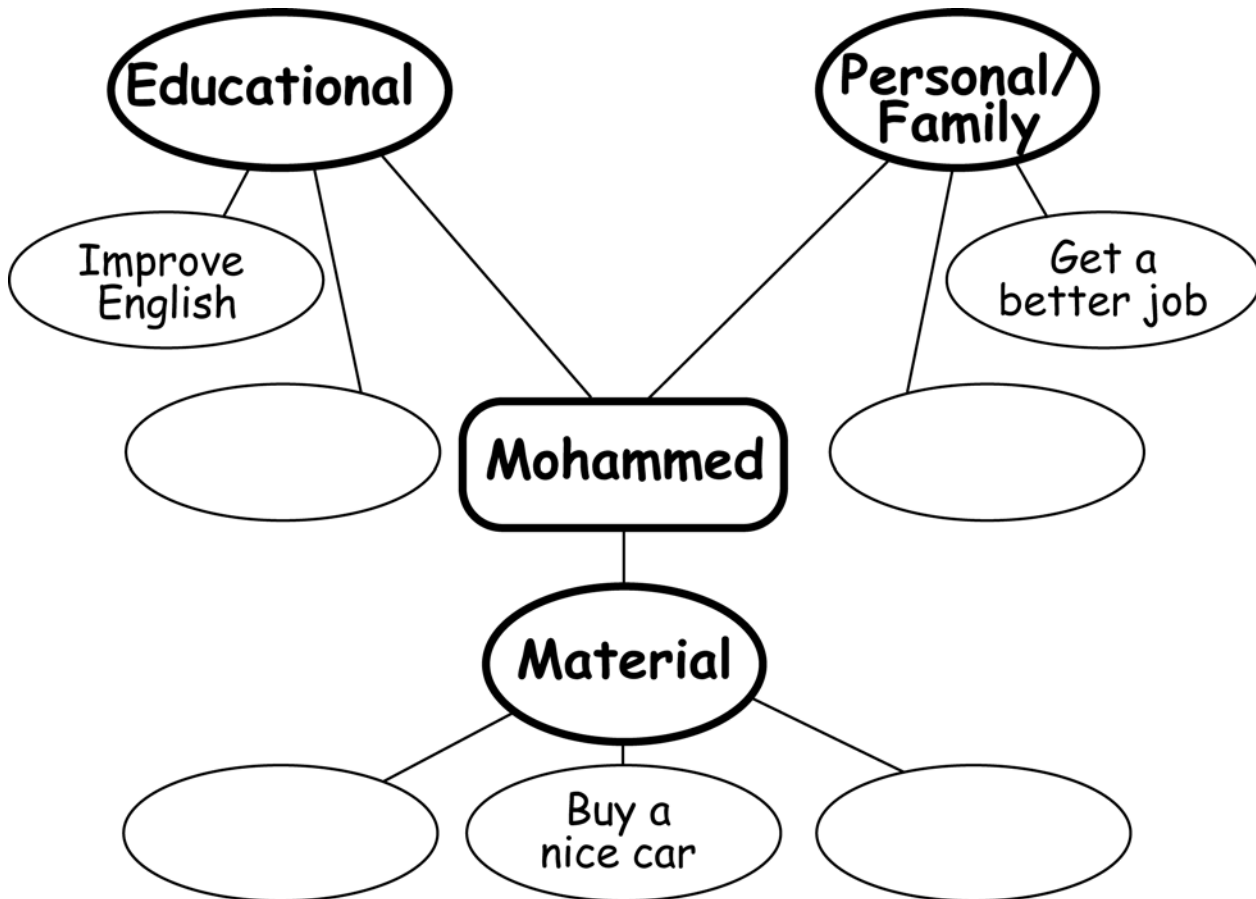 Educational
Personal/
Family
Improve
English
Get a
better job
Mohammed
Material
Buy a
nice car